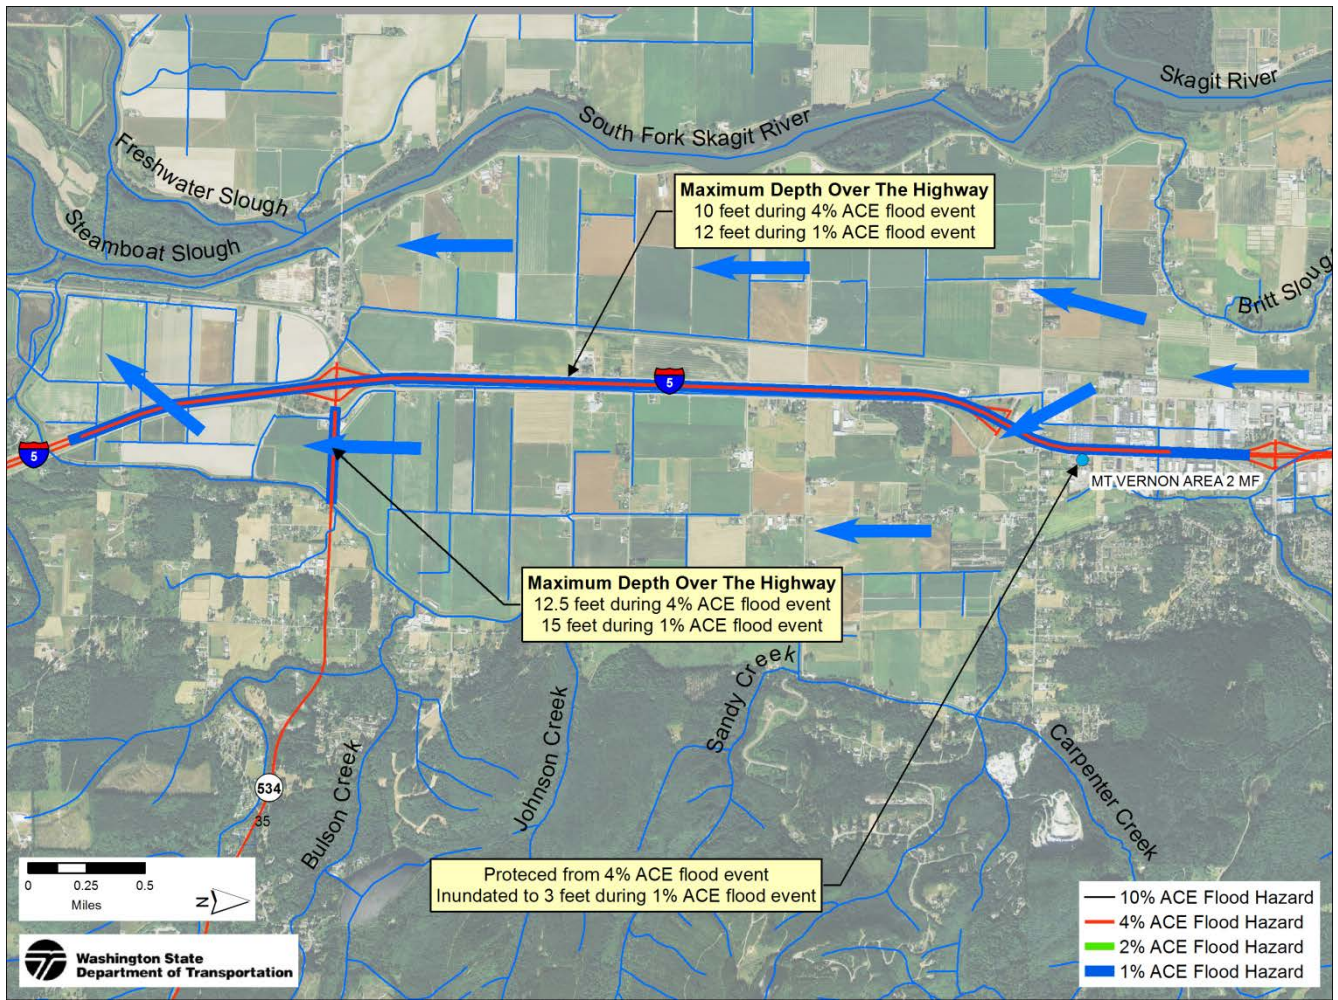 Skagit River
South Fork Skagit River
Freshwater Slough
Steamboat Slough
Britt Sloug
Maximum Depth Over The Highway
10 feet during 4% ACE flood event
12 feet during 1% ACE flood event
5
5
MT VERNON AREA 2 MF
Maximum Depth Over The Highway
12.5 feet during 4% ACE flood event
15 feet during 1% ACE flood event
Sandy Creek
Johnson Creek
Bulson Creek
Carpenter Creek
534
35
Proteced from 4% ACE flood event
Inundated to 3 feet during 1% ACE flood event
0 0.25 0.5
Miles
N
Washington State
Department of Transportation
10% ACE Flood Hazard
4% ACE Flood Hazard
2% ACE Flood Hazard
1% ACE Flood Hazard